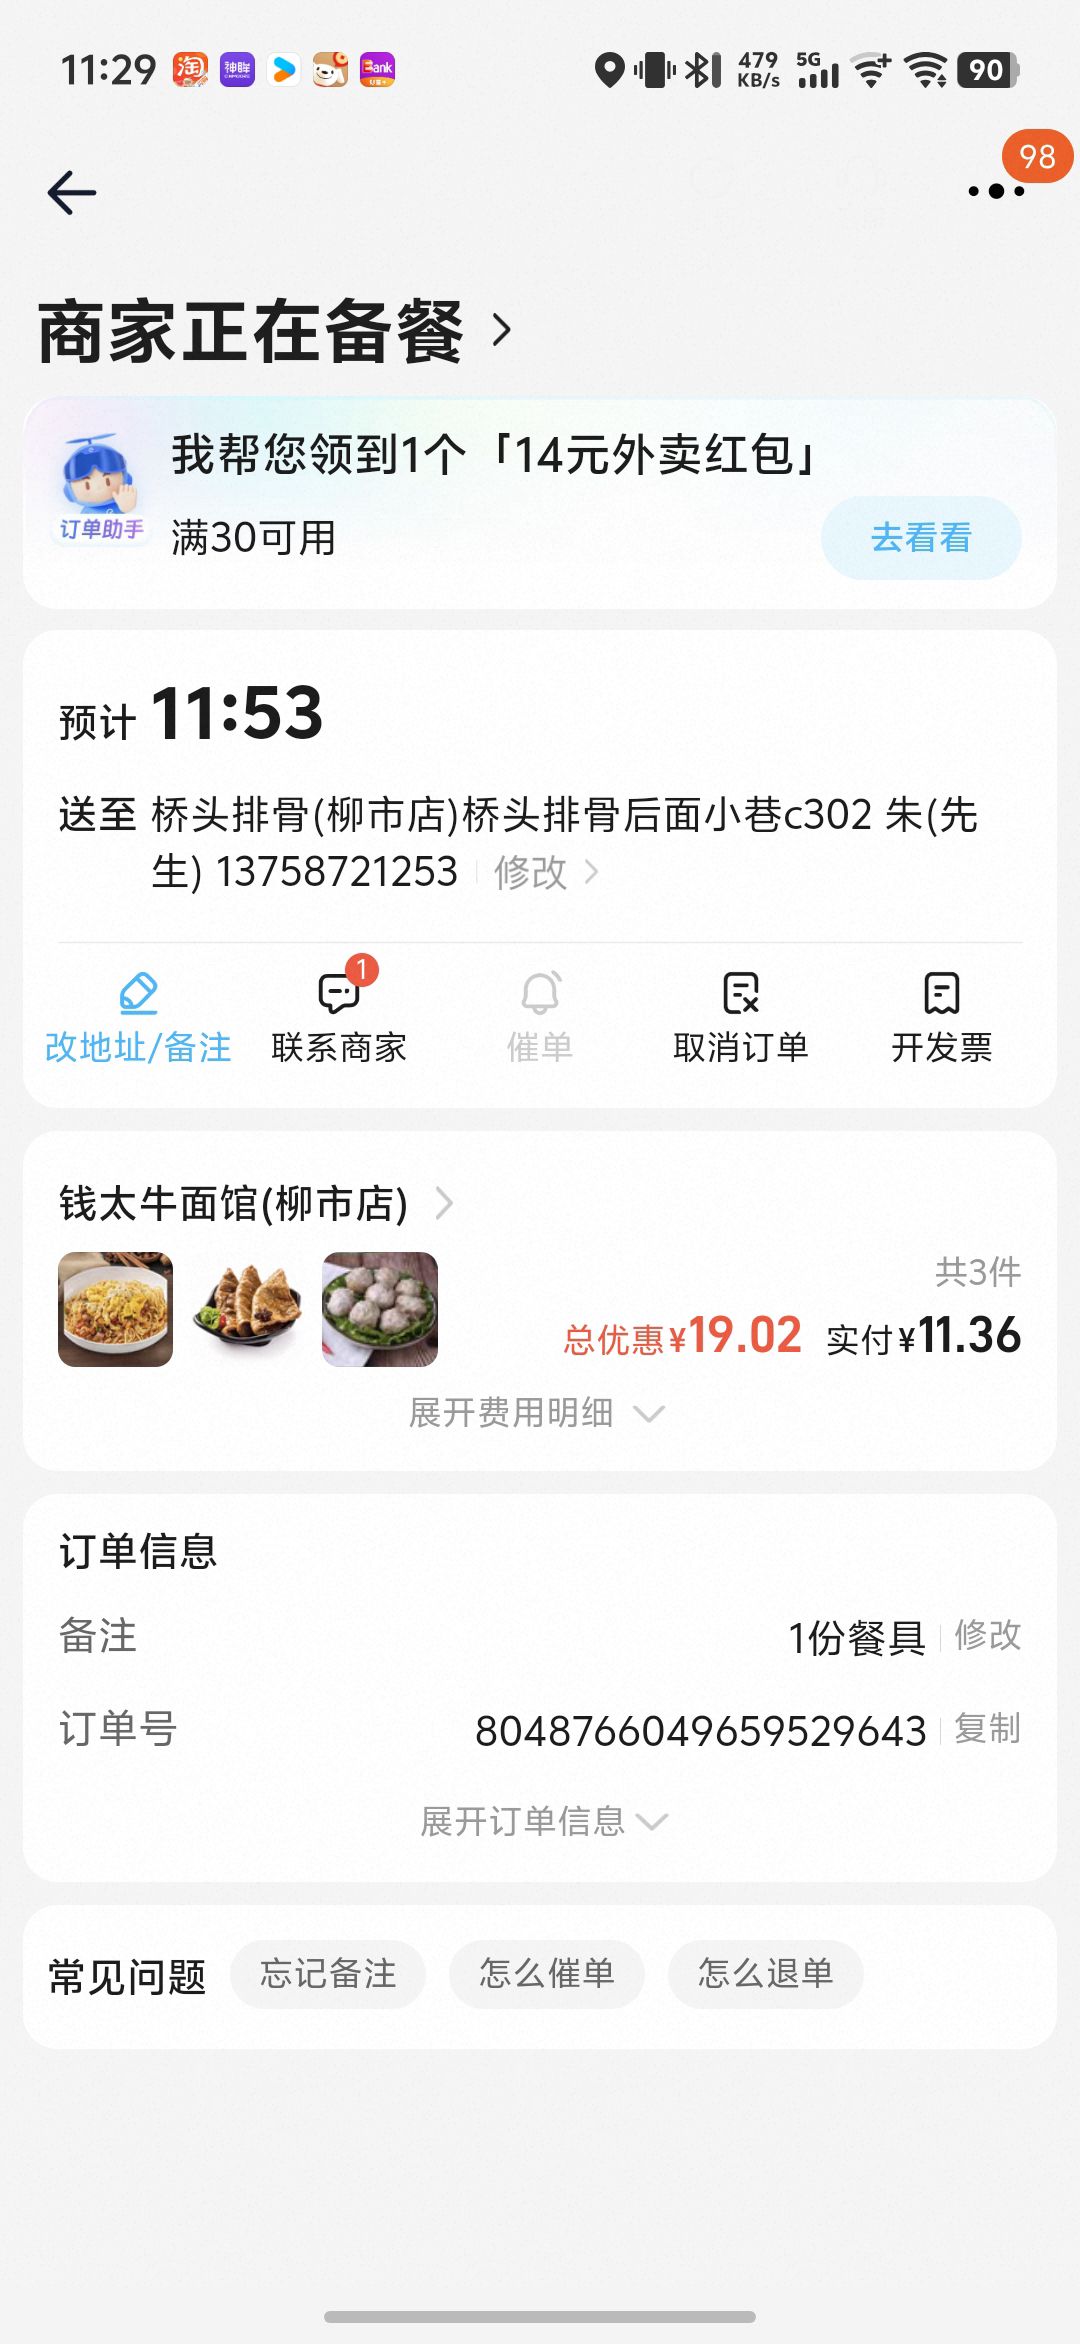 11:29
淘
神眸
Bank
479
KB/s
5G
90
98
商家正在备餐
我帮您领到1个「14元外卖红包」
订单助手
满30可用
去看看
预计 11:53
送至 桥头排骨(柳市店)桥头排骨后面小巷c302 朱(先
生) 13758721253 修改
1
改地址/备注 联系商家 催单 取消订单 开发票
钱太牛面馆(柳市店)
共3件
总优惠¥19.02 实付¥11.36
展开费用明细
订单信息
备注 1份餐具 修改
订单号 8048766049659529643 复制
展开订单信息
常见问题 忘记备注 怎么催单 怎么退单